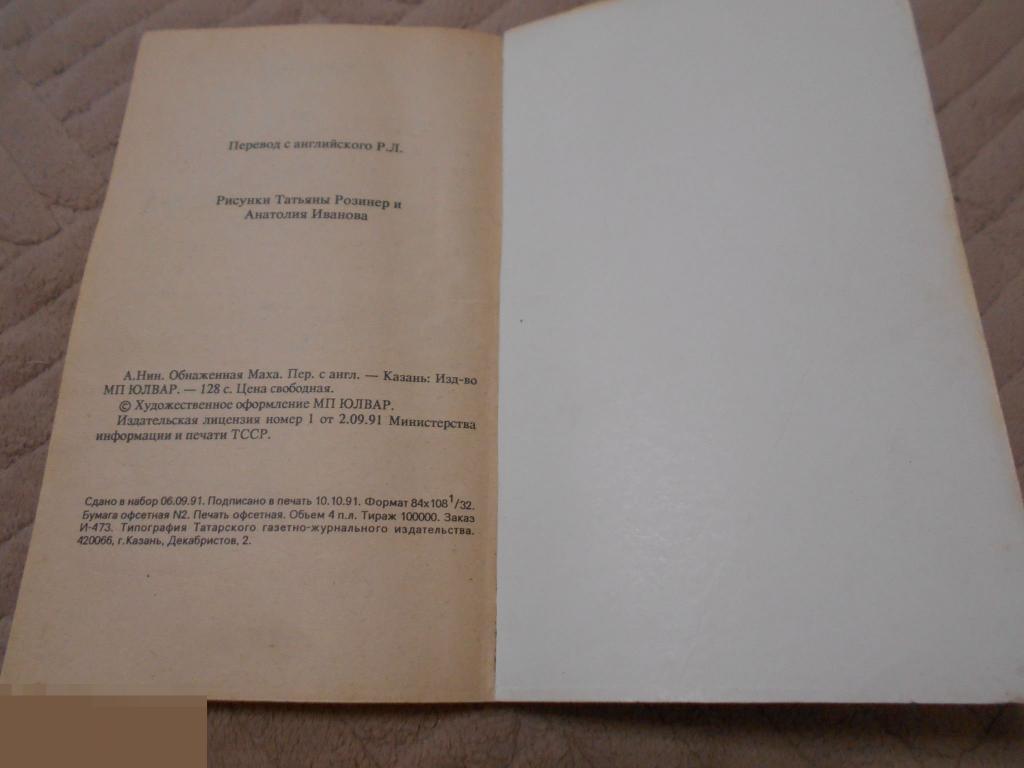 Перевод с английского Р.Л.
Рисунки Татьяны Розинер и
Анатолия Иванова
А.Нин. Обнаженная Маха. Пер. с англ. — Казань: Изд-во
МП ЮЛВАР. — 128 с. Цена свободная.
© Художественное оформление МП ЮЛВАР.
Издательская лицензия номер 1 от 2.09.91 Министерства
информации и печати ТССР.
Сдано в набор 06.09.91. Подписано в печать 10.10.91. Формат 84x108 1/32.
Бумага офсетная N2. Печать офсетная. Объем 4 п.л. Тираж 100000. Заказ
И-473. Типография Татарского газетно-журнального издательства.
420066, г.Казань, Декабристов, 2.